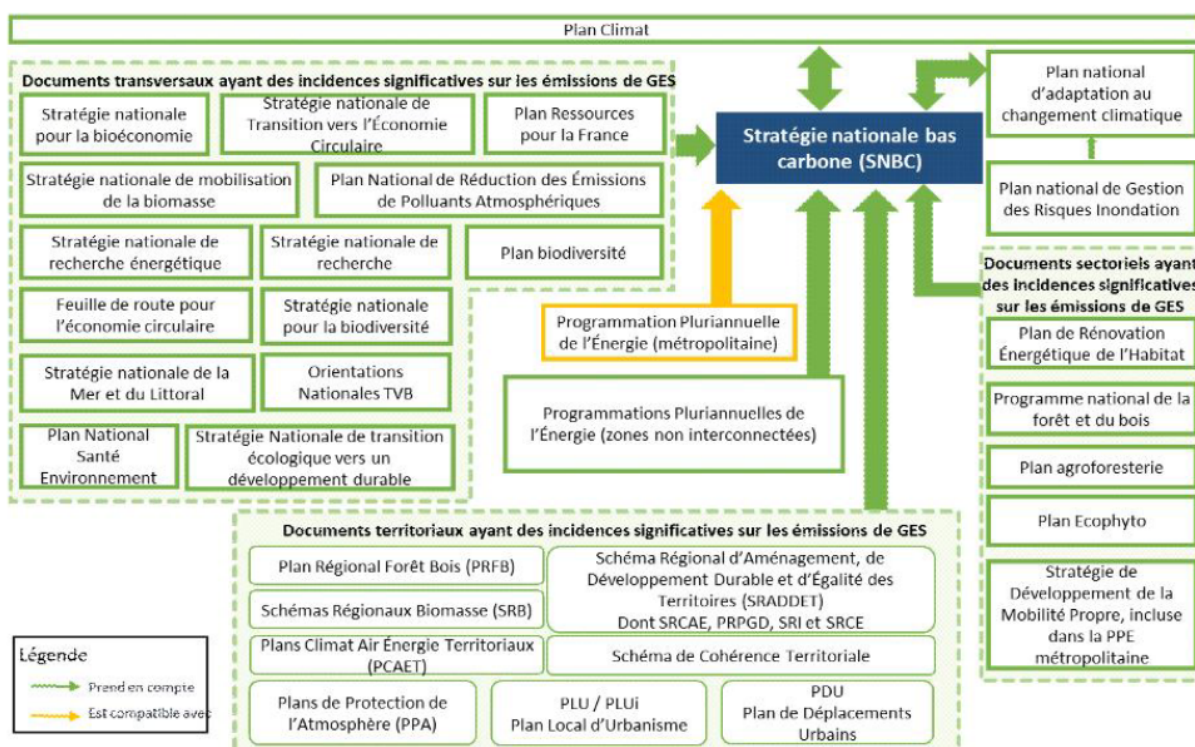 Plan Climat
Documents transversaux ayant des incidences significatives sur les émissions de GES
Stratégie nationale
pour la bioéconomie
Stratégie nationale de
Transition vers l'Économie
Circulaire
Plan Ressources
pour la France
Stratégie nationale de mobilisation
de la biomasse
Plan National de Réduction des Émissions
de Polluants Atmosphériques
Stratégie nationale de
recherche énergétique
Stratégie nationale de
recherche
Plan biodiversité
Feuille de route pour
l'économie circulaire
Stratégie nationale
pour la biodiversité
Stratégie nationale de la
Mer et du Littoral
Orientations
Nationales TVB
Plan National
Santé
Environnement
Stratégie Nationale de transition
écologique vers un
développement durable
Stratégie nationale bas
carbone (SNBC)
Plan national
d'adaptation au
changement climatique
Plan national de Gestion
des Risques Inondation
Programmation Pluriannuelle
de l'Énergie (métropolitaine)
Programmations Pluriannuelles de
l'Énergie (zones non interconnectées)
Documents sectoriels ayant
des incidences significatives
sur les émissions de GES
Plan de Rénovation
Énergétique de l'Habitat
Programme national de la
forêt et du bois
Plan agroforesterie
Plan Ecophyto
Stratégie de
Développement de la
Mobilité Propre, incluse
dans la PPE
métropolitaine
Documents territoriaux ayant des incidences significatives sur les émissions de GES
Plan Régional Forêt Bois (PRFB)
Schémas Régionaux Biomasse (SRB)
Plans Climat Air Énergie Territoriaux
(PCAET)
Schéma Régional d'Aménagement, de
Développement Durable et d'Égalité des
Territoires (SRADDET)
Dont SRCAE, PRPGD, SRI et SRCE
Schéma de Cohérence Territoriale
Plans de Protection de
l'Atmosphère (PPA)
PLU / PLUi
Plan Local d'Urbanisme
PDU
Plan de Déplacements
Urbains
Légende
Prend en compte
Est compatible avec